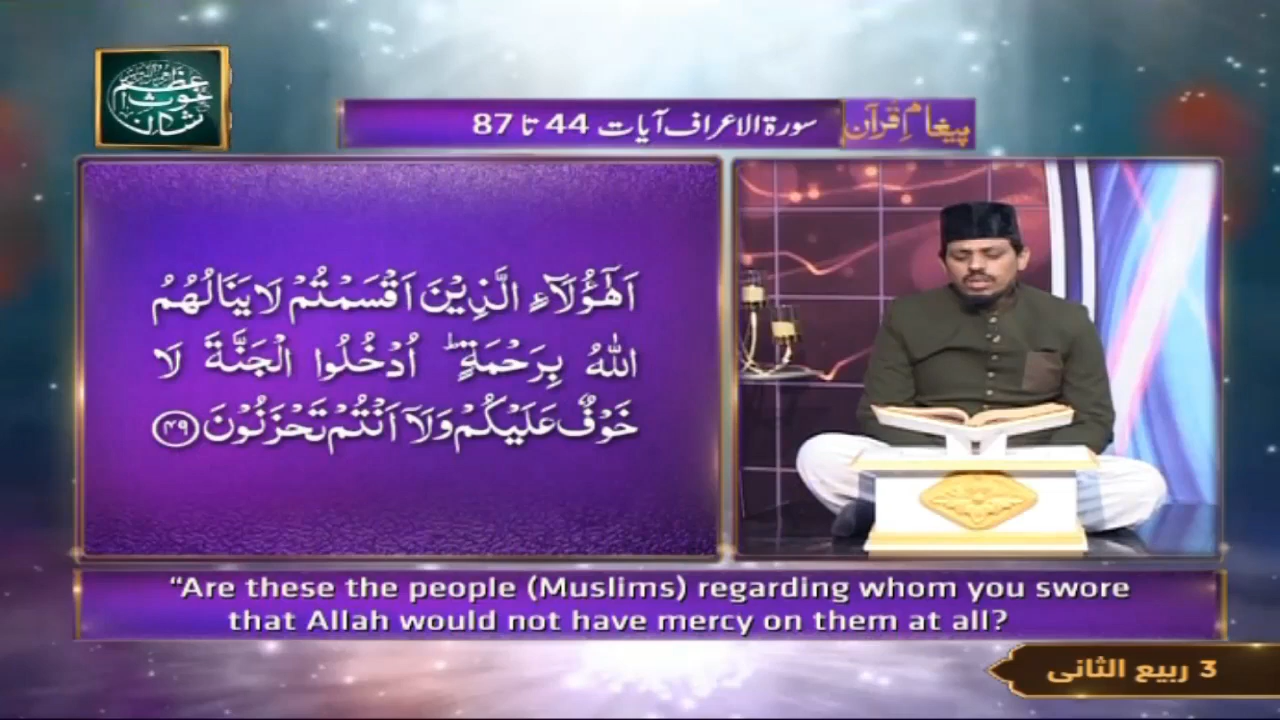 پیغامِ قرآن
سورۃ الاعراف آیات 44 تا 87
اَهٰۤؤُلَآءِ الَّذِیْنَ اَقْسَمْتُمْ لَا یَنَالُهُمُ
اللّٰهُ بِرَحْمَةٍؕ اُدْخُلُوا الْجَنَّةَ لَا
خَوْفٌ عَلَیْكُمْ وَلَاۤ اَنْتُمْ تَحْزَنُوْنَ ﴿۴۹﴾
“Are these the people (Muslims) regarding whom you swore
that Allah would not have mercy on them at all?
3 ربیع الثانی